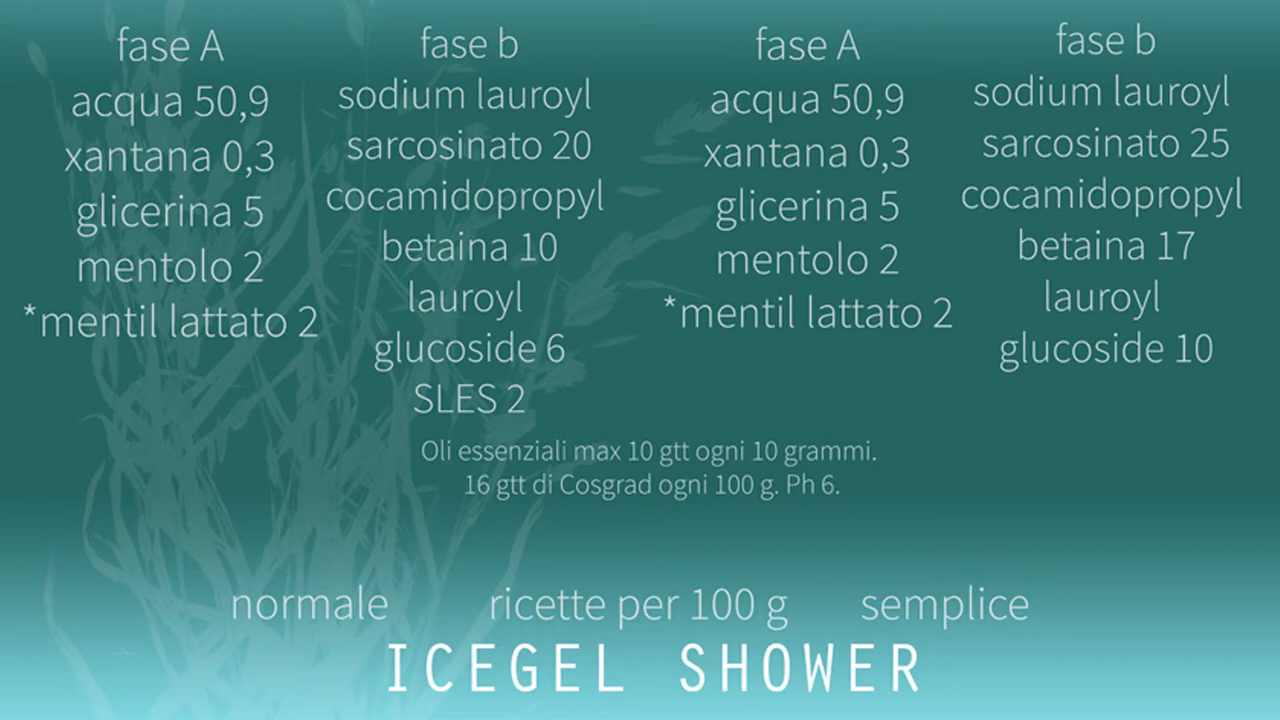 fase A
acqua 50,9
xantana 0,3
glicerina 5
mentolo 2
*mentil lattato 2
fase b
sodium lauroyl
sarcosinato 20
cocamidopropyl
betaina 10
lauroyl
glucoside 6
SLES 2
fase A
acqua 50,9
xantana 0,3
glicerina 5
mentolo 2
*mentil lattato 2
fase b
sodium lauroyl
sarcosinato 25
cocamidopropyl
betaina 17
lauroyl
glucoside 10
Oli essenziali max 10 gtt ogni 10 grammi.
16 gtt di Cosgrad ogni 100 g. Ph 6.
normale ricette per 100 g semplice
ICEGEL SHOWER